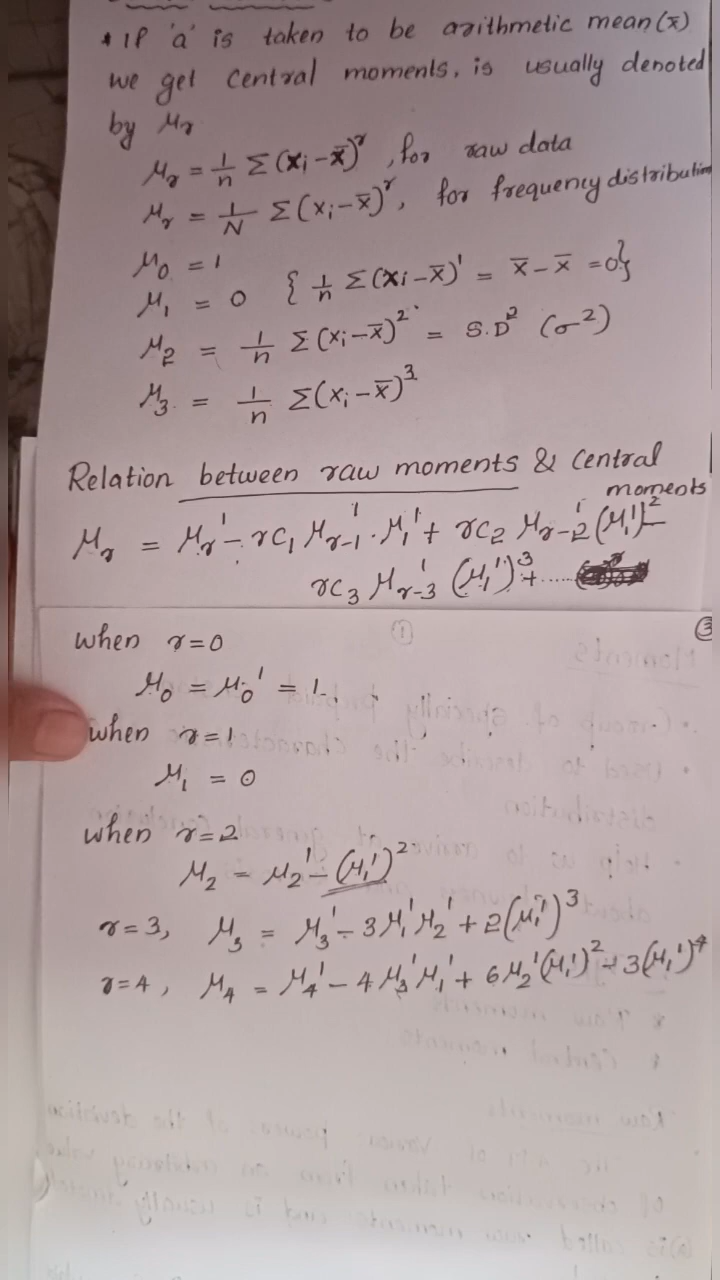 * If 'a' is taken to be arithmetic mean (x̄)
we get central moments, is usually denoted
by μr
μr = 1/n Σ(xi-x̄)^r, for raw data
μr = 1/N Σ(xi-x̄)^r, for frequency distribution
μ0 = 1
μ1 = 0 { 1/n Σ(xi-x̄)^1 = x̄-x̄ =0}
μ2 = 1/n Σ(xi-x̄)^2 = S.D^2 (σ^2)
μ3 = 1/n Σ(xi-x̄)^3
Relation between raw moments & Central
moments
μr = μr' - rC1 μr-1'·μ1' + rC2 μr-2'(μ1')^2 -
rC3 μr-3' (μ1')^3 + .....
③
when r=0
μ0 = μ0' = 1.
when r=1
μ1 = 0
when r=2
μ2 = μ2' - (μ1')^2
r=3, μ3 = μ3' - 3μ1'μ2' + 2(μ1')^3
r=4, μ4 = μ4' - 4μ3'μ1' + 6μ2'(μ1')^2 - 3(μ1')^4